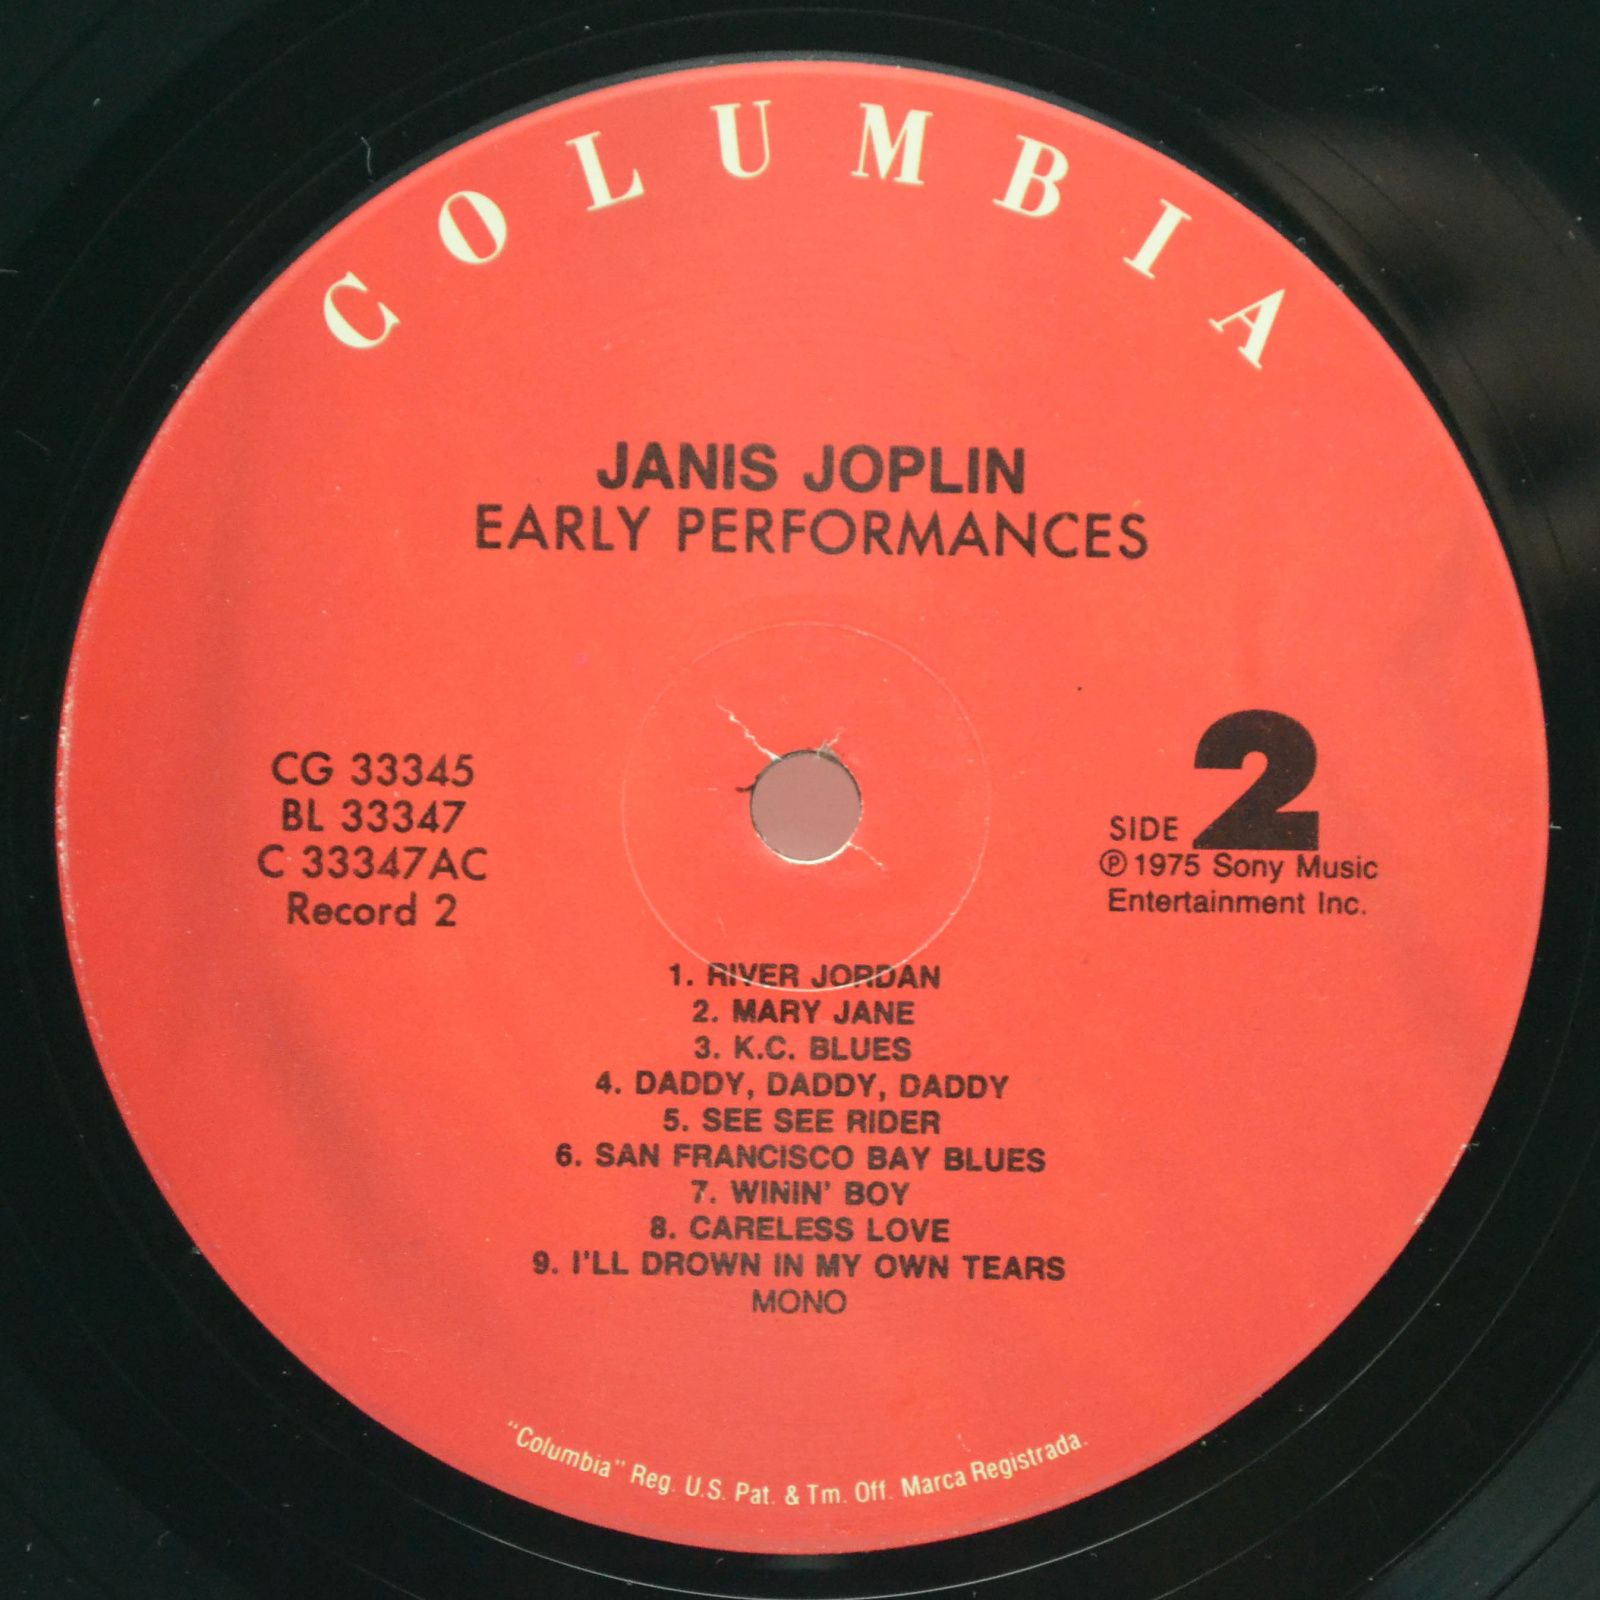 COLUMBIA
JANIS JOPLIN
EARLY PERFORMANCES
CG 33345
BL 33347
C 33347AC
Record 2
SIDE 2
℗ 1975 Sony Music
Entertainment Inc.
1. RIVER JORDAN
2. MARY JANE
3. K.C. BLUES
4. DADDY, DADDY, DADDY
5. SEE SEE RIDER
6. SAN FRANCISCO BAY BLUES
7. WININ' BOY
8. CARELESS LOVE
9. I'LL DROWN IN MY OWN TEARS
MONO
"Columbia" Reg. U.S. Pat. & Tm. Off. Marca Registrada.